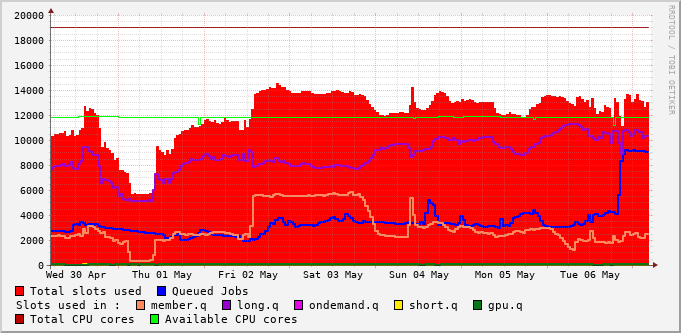 20000
18000
16000
14000
12000
10000
8000
6000
4000
2000
0
Wed 30 Apr Thu 01 May Fri 02 May Sat 03 May Sun 04 May Mon 05 May Tue 06 May
Total slots used Queued Jobs
Slots used in : member.q long.q ondemand.q short.q gpu.q
Total CPU cores Available CPU cores
RRDTOOL / TOBI OETIKER